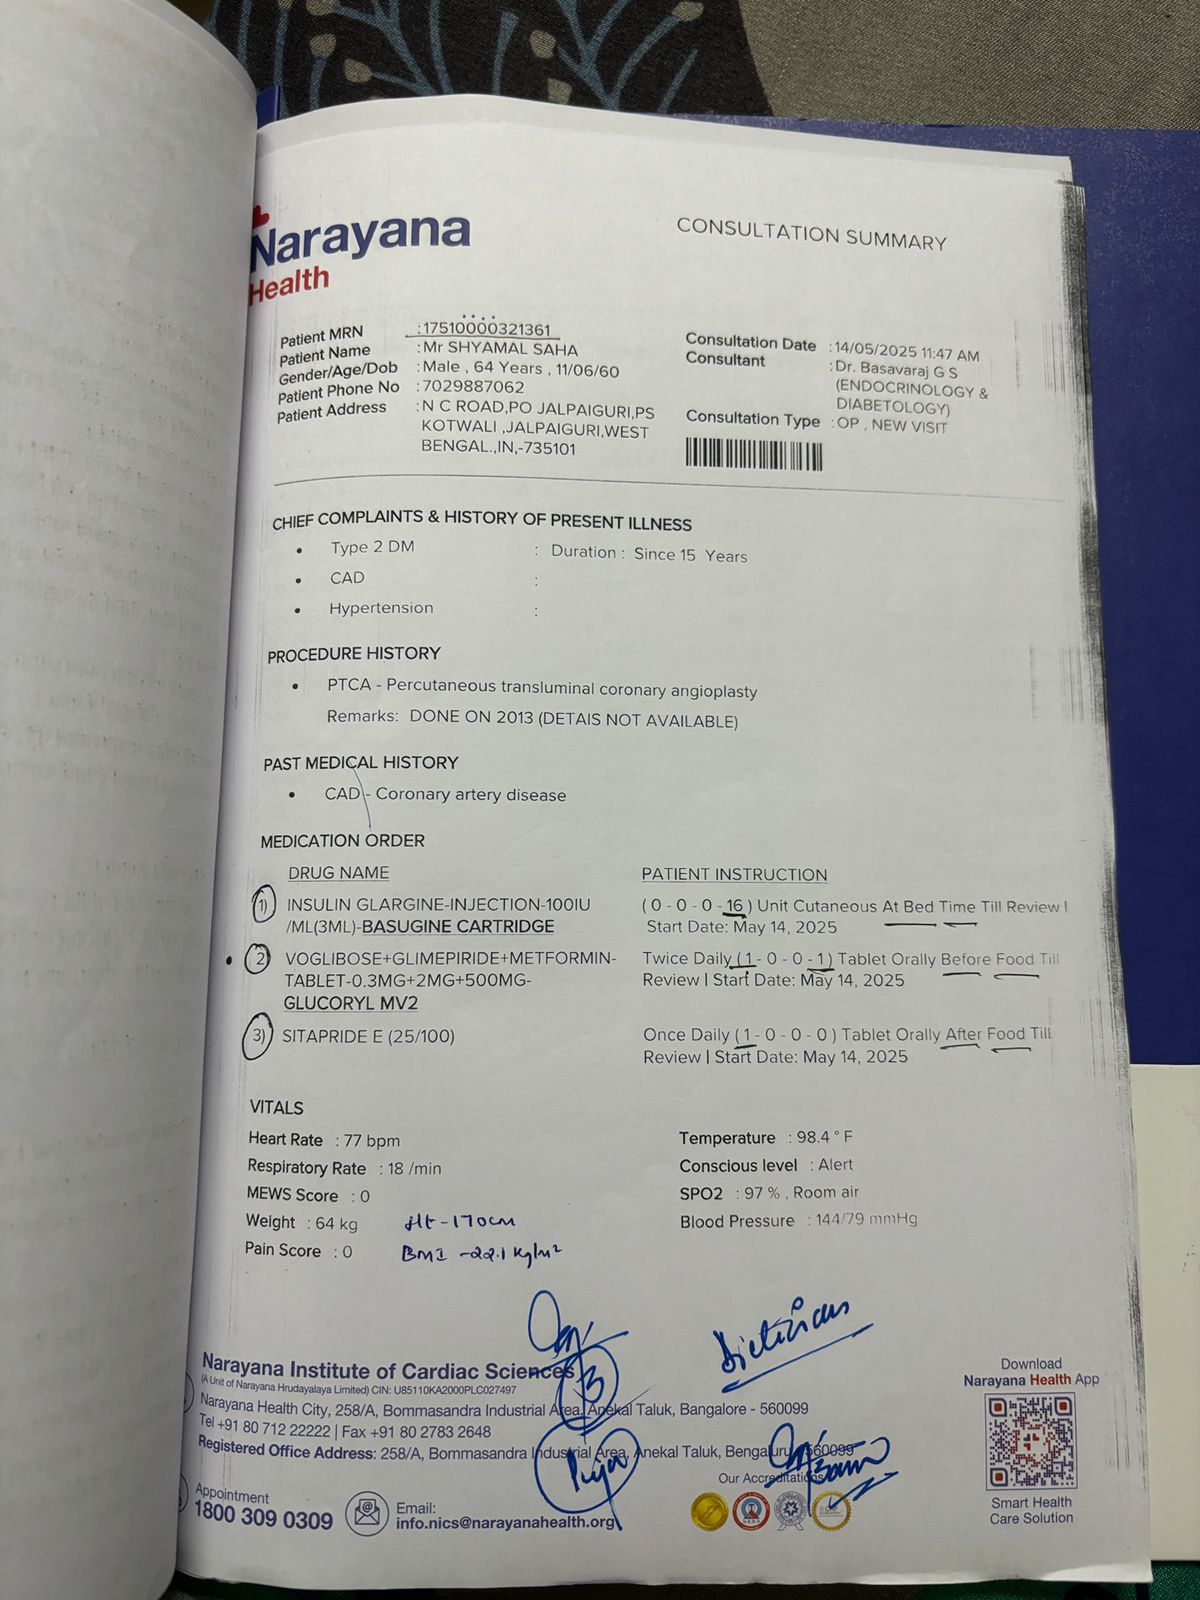 Narayana
Health
CONSULTATION SUMMARY
Patient MRN :17510000321361
Patient Name :Mr SHYAMAL SAHA
Gender/Age/Dob :Male , 64 Years , 11/06/60
Patient Phone No :7029887062
Patient Address :N C ROAD,PO JALPAIGURI,PS
KOTWALI ,JALPAIGURI,WEST
BENGAL.,IN,-735101
Consultation Date :14/05/2025 11:47 AM
Consultant :Dr. Basavaraj G S
(ENDOCRINOLOGY &
DIABETOLOGY)
Consultation Type :OP , NEW VISIT
CHIEF COMPLAINTS & HISTORY OF PRESENT ILLNESS
• Type 2 DM : Duration : Since 15 Years
• CAD :
• Hypertension :
PROCEDURE HISTORY
• PTCA - Percutaneous transluminal coronary angioplasty
Remarks: DONE ON 2013 (DETAIS NOT AVAILABLE)
PAST MEDICAL HISTORY
• CAD - Coronary artery disease
MEDICATION ORDER
DRUG NAME PATIENT INSTRUCTION
1) INSULIN GLARGINE-INJECTION-100IU ( 0 - 0 - 0 - 16 ) Unit Cutaneous At Bed Time Till Review |
/ML(3ML)-BASUGINE CARTRIDGE Start Date: May 14, 2025
2 VOGLIBOSE+GLIMEPIRIDE+METFORMIN- Twice Daily ( 1 - 0 - 0 - 1 ) Tablet Orally Before Food Till
TABLET-0.3MG+2MG+500MG- Review | Start Date: May 14, 2025
GLUCORYL MV2
3) SITAPRIDE E (25/100) Once Daily ( 1 - 0 - 0 - 0 ) Tablet Orally After Food Till
Review | Start Date: May 14, 2025
VITALS
Heart Rate : 77 bpm Temperature : 98.4 ° F
Respiratory Rate : 18 /min Conscious level : Alert
MEWS Score : 0 SPO2 : 97 % , Room air
Weight : 64 kg Ht - 170cm Blood Pressure : 144/79 mmHg
Pain Score : 0 BMI - 22.1 kg/m²
Dietician
3
Narayana Institute of Cardiac Sciences
(A Unit of Narayana Hrudayalaya Limited) CIN: U85110KA2000PLC027497
Narayana Health City, 258/A, Bommasandra Industrial Area, Anekal Taluk, Bangalore - 560099
Tel +91 80 712 22222 | Fax +91 80 2783 2648
Registered Office Address: 258/A, Bommasandra Industrial Area, Anekal Taluk, Bengaluru 560099
Puja
Our Accreditations
Appointment
1800 309 0309
Email:
info.nics@narayanahealth.org
Download
Narayana Health App
Smart Health
Care Solution